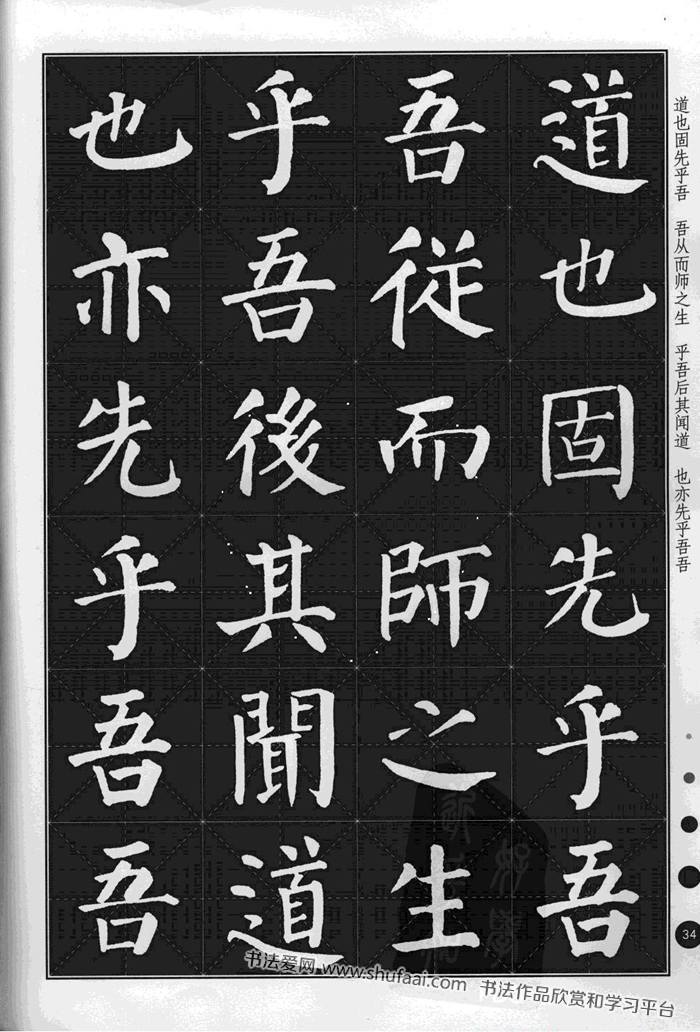 道也固先乎吾
吾從而師之生
乎吾後其聞道
也亦先乎吾吾
道也固先乎吾 吾从而师之生 乎吾后其闻道 也亦先乎吾吾
34
书法爱网 www.shufaai.com 书法作品欣赏和学习平台